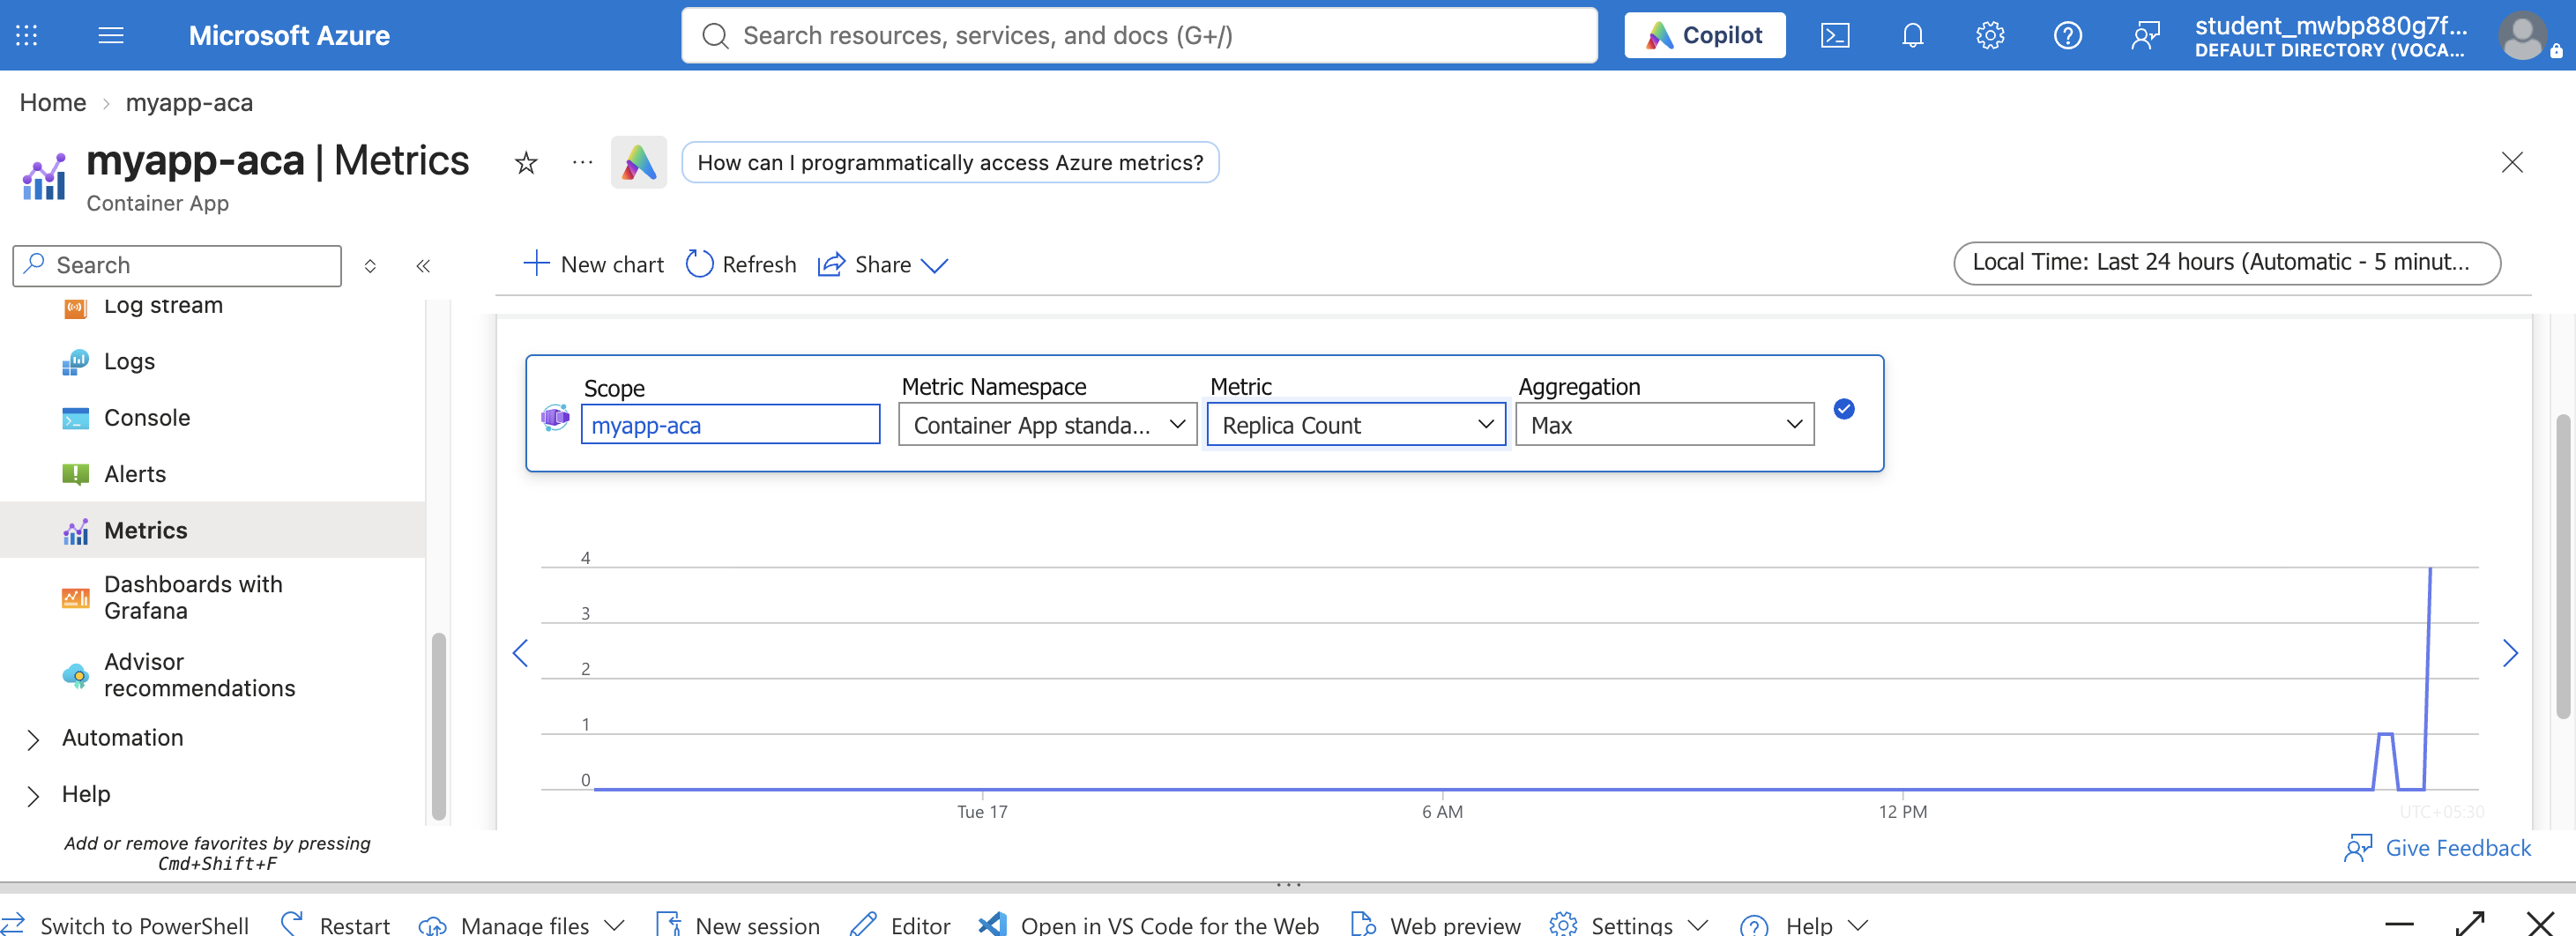 Microsoft Azure
Search resources, services, and docs (G+/)
Copilot
student_mwbp880g7f...
DEFAULT DIRECTORY (VOCA...
Home > myapp-aca
myapp-aca | Metrics
Container App
How can I programmatically access Azure metrics?
Search
New chart
Refresh
Share
Local Time: Last 24 hours (Automatic - 5 minut...
Log stream
Logs
Console
Alerts
Metrics
Dashboards with
Grafana
Advisor
recommendations
Automation
Help
Add or remove favorites by pressing
Cmd+Shift+F
Scope
myapp-aca
Metric Namespace
Container App standa...
Metric
Replica Count
Aggregation
Max
4
3
2
1
0
Tue 17
6 AM
12 PM
UTC+05:30
Give Feedback
Switch to PowerShell
Restart
Manage files
New session
Editor
Open in VS Code for the Web
Web preview
Settings
Help